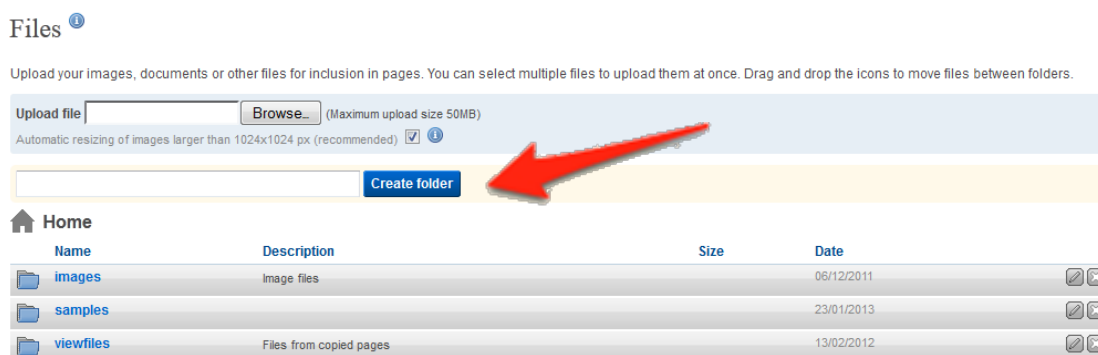 Files
Upload your images, documents or other files for inclusion in pages. You can select multiple files to upload them at once. Drag and drop the icons to move files between folders.
Upload file Browse... (Maximum upload size 50MB)
Automatic resizing of images larger than 1024x1024 px (recommended)
Create folder
Home
Name Description Size Date
images Image files 06/12/2011
samples 23/01/2013
viewfiles Files from copied pages 13/02/2012